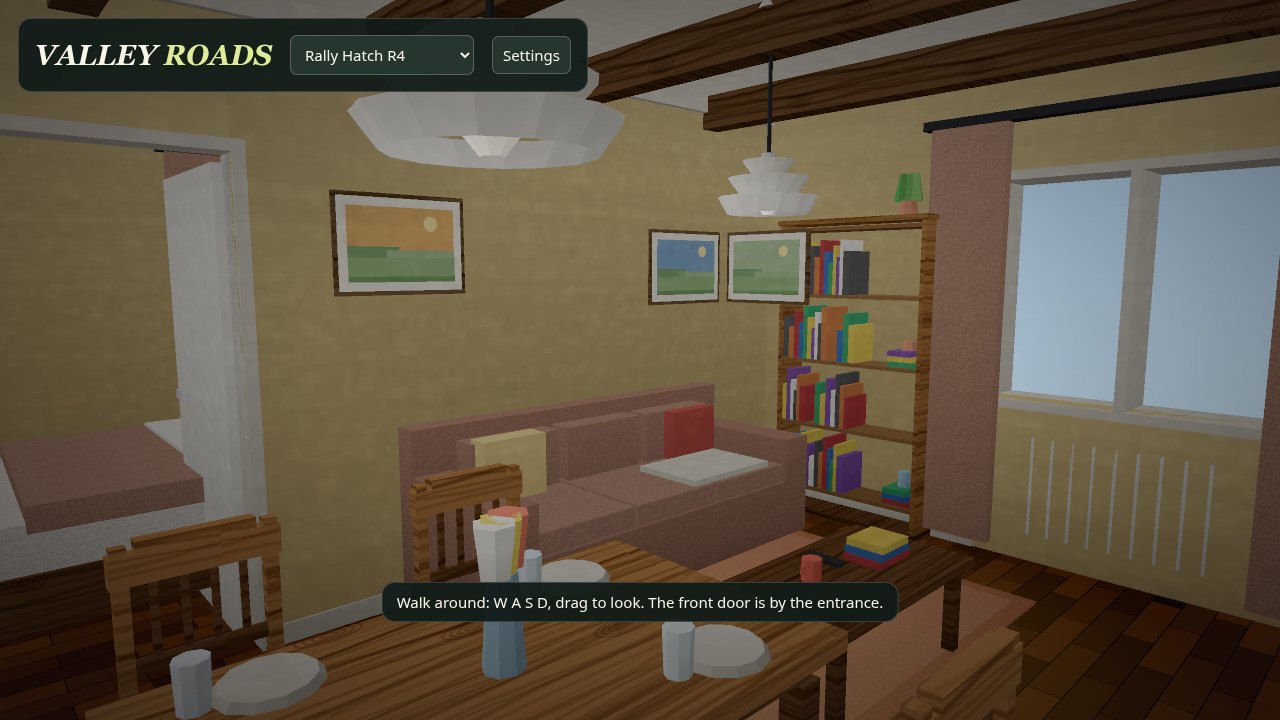 VALLEY ROADS
Rally Hatch R4
Settings
Walk around: W A S D, drag to look. The front door is by the entrance.